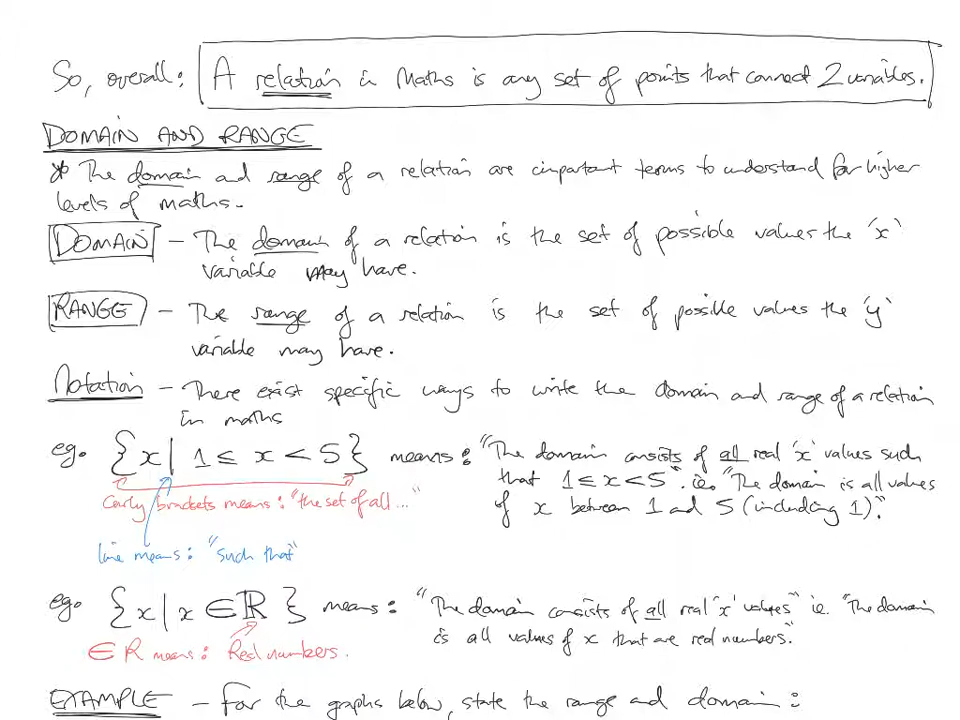 So, overall: A relation in Maths is any set of points that connect 2 variables.
DOMAIN AND RANGE
* The domain and range of a relation are important terms to understand for higher
levels of maths.
DOMAIN - The domain of a relation is the set of possible values the 'x'
variable may have.
RANGE - The range of a relation is the set of possible values the 'y'
variable may have.
Notation - There exist specific ways to write the domain and range of a relation
in maths
eg. {x| 1 ≤ x < 5} means: "The domain consists of all real 'x' values such
that 1 ≤ x < 5". ie. "The domain is all values
Curly brackets means: "the set of all..."
of x between 1 and 5 (including 1)."
line means: "such that"
eg. {x|x ∈ ℝ} means: "The domain consists of all real 'x' values" ie. "The domain
is all values of x that are real numbers."
∈ R means: Real numbers.
EXAMPLE - For the graphs below, state the range and domain: